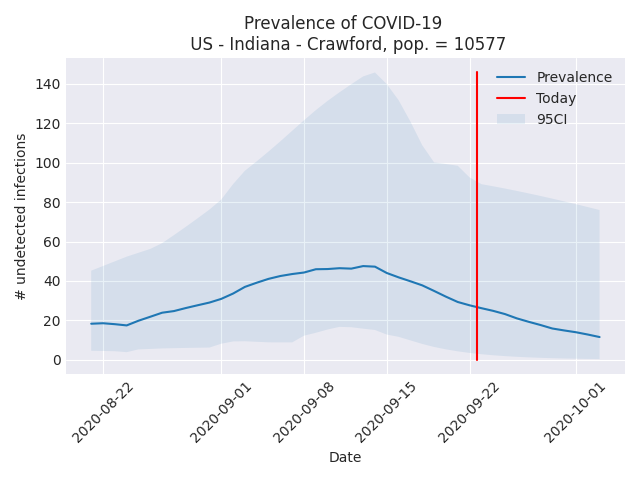 Prevalence of COVID-19
US - Indiana - Crawford, pop. = 10577
Prevalence
Today
95CI
# undetected infections
140
120
100
80
60
40
20
0
2020-08-22
2020-09-01
2020-09-08
2020-09-15
2020-09-22
2020-10-01
Date